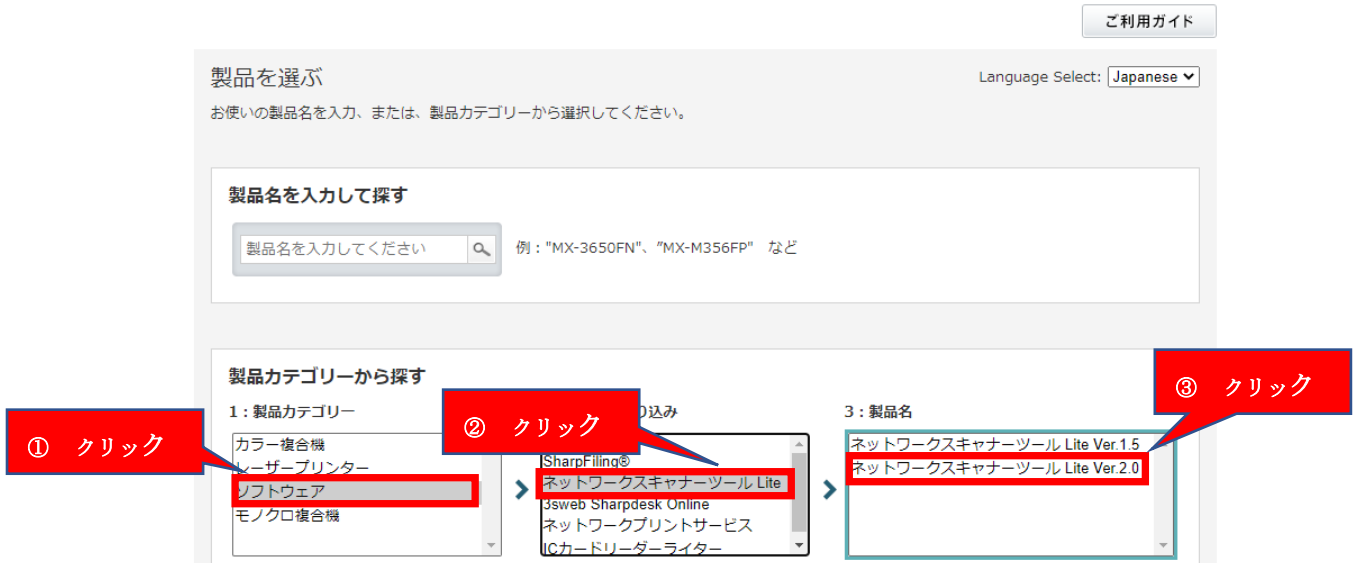 ご利用ガイド
製品を選ぶ
Language Select: Japanese
お使いの製品名を入力、または、製品カテゴリーから選択してください。
製品名を入力して探す
製品名を入力してください
例："MX-3650FN"、"MX-M356FP" など
製品カテゴリーから探す
1：製品カテゴリー
り込み
3：製品名
① クリック
② クリック
③ クリック
カラー複合機
レーザープリンター
ソフトウェア
モノクロ複合機
SharpFiling®
ネットワークスキャナーツール Lite
3sweb Sharpdesk Online
ネットワークプリントサービス
ICカードリーダーライター
ネットワークスキャナーツール Lite Ver.1.5
ネットワークスキャナーツール Lite Ver.2.0